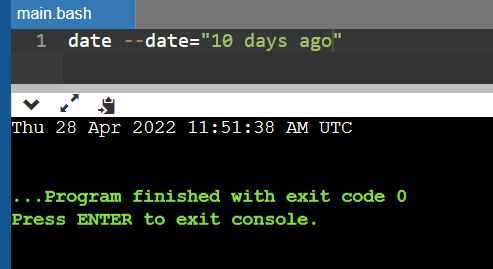 main.bash
1 date --date="10 days ago"
Thu 28 Apr 2022 11:51:38 AM UTC
...Program finished with exit code 0
Press ENTER to exit console.